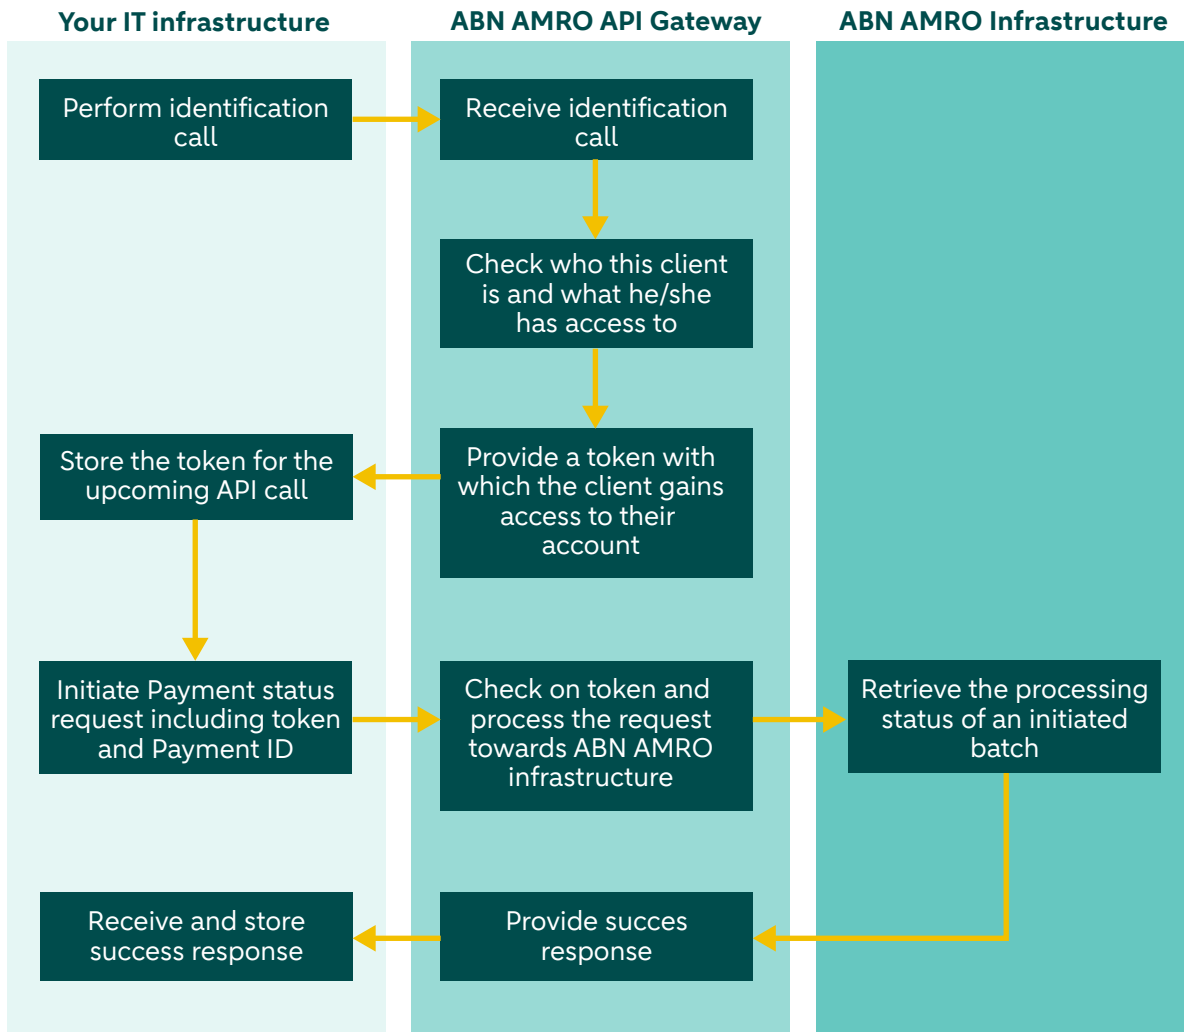 Your IT infrastructure
ABN AMRO API Gateway
ABN AMRO Infrastructure
Perform identification
call
Receive identification
call
Check who this client
is and what he/she
has access to
Provide a token with
which the client gains
access to their
account
Store the token for the
upcoming API call
Initiate Payment status
request including token
and Payment ID
Check on token and
process the request
towards ABN AMRO
infrastructure
Retrieve the processing
status of an initiated
batch
Provide succes
response
Receive and store
success response